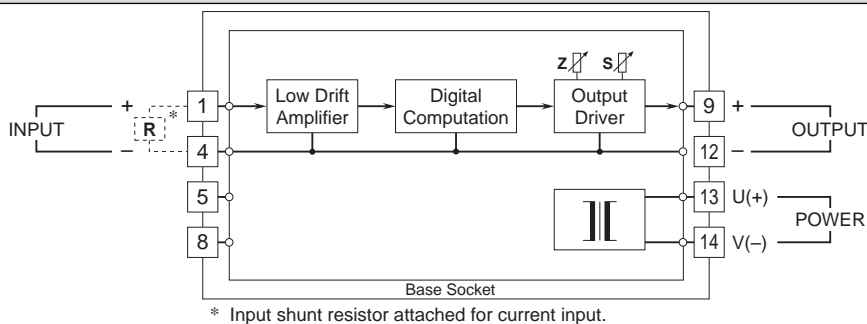 Z S
1 Low Drift Amplifier Digital Computation Output Driver 9 +
+
INPUT R * OUTPUT
– 4 12 –
5 13 U(+)
POWER
8 14 V(–)
Base Socket
* Input shunt resistor attached for current input.